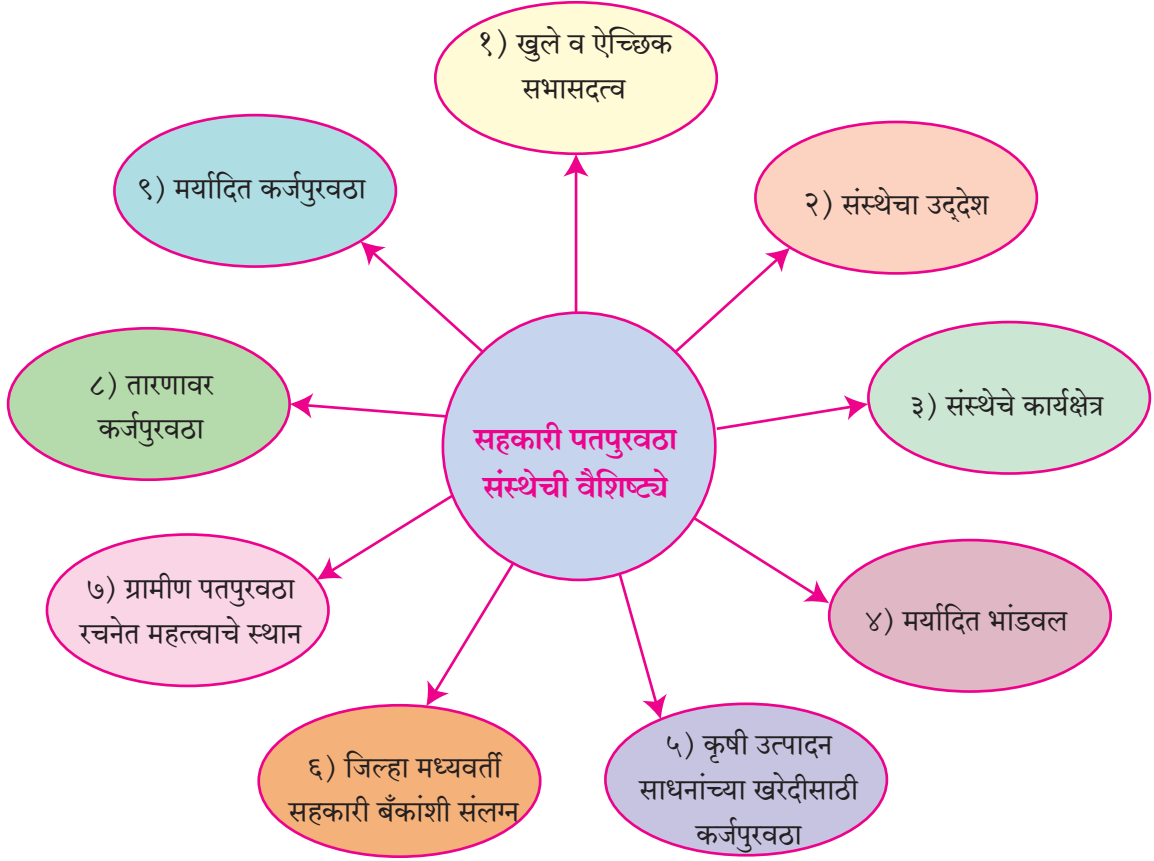 १) खुले व ऐच्छिक
सभासदत्व
२) संस्थेचा उद्‌देश
३) संस्थेचे कार्यक्षेत्र
४) मर्यादित भांडवल
५) कृषी उत्पादन
साधनांच्या खरेदीसाठी
कर्जपुरवठा
६) जिल्हा मध्यवर्ती
सहकारी बँकांशी संलग्न
७) ग्रामीण पतपुरवठा
रचनेत महत्त्वाचे स्थान
८) तारणावर
कर्जपुरवठा
९) मर्यादित कर्जपुरवठा
सहकारी पतपुरवठा
संस्थेची वैशिष्ट्ये